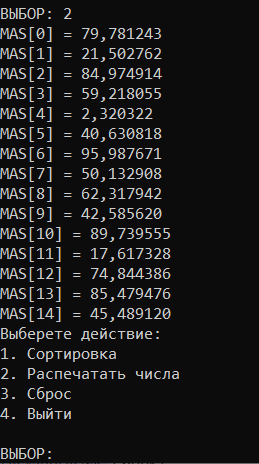 ВЫБОР: 2
MAS[0] = 79,781243
MAS[1] = 21,502762
MAS[2] = 84,974914
MAS[3] = 59,218055
MAS[4] = 2,320322
MAS[5] = 40,630818
MAS[6] = 95,987671
MAS[7] = 50,132908
MAS[8] = 62,317942
MAS[9] = 42,585620
MAS[10] = 89,739555
MAS[11] = 17,617328
MAS[12] = 74,844386
MAS[13] = 85,479476
MAS[14] = 45,489120
Выберете действие:
1. Сортировка
2. Распечатать числа
3. Сброс
4. Выйти
ВЫБОР: